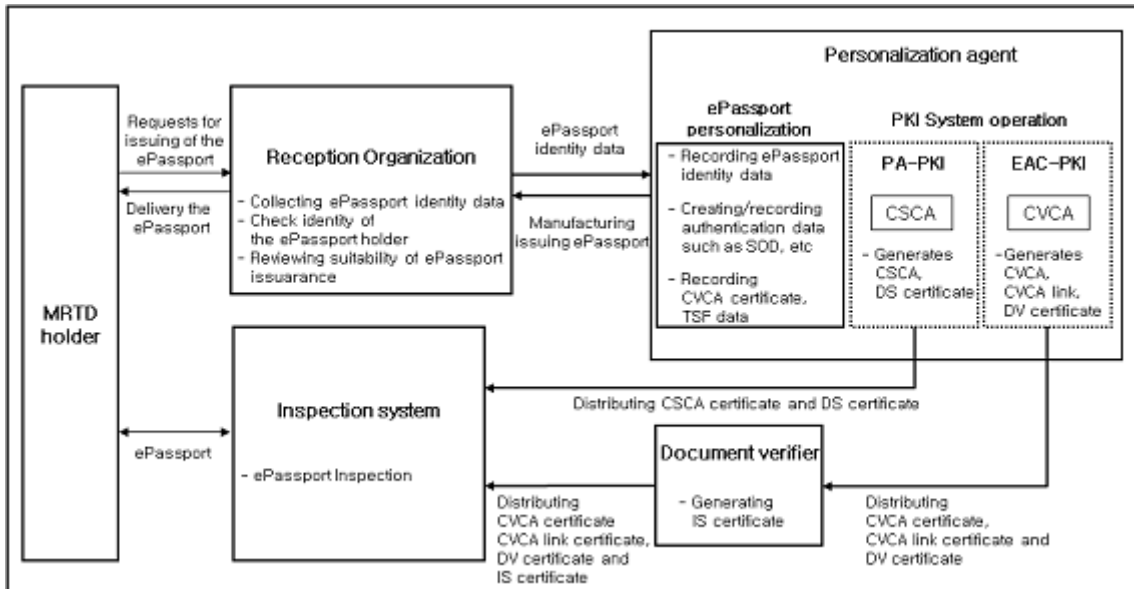 MRTD
holder
Requests for
issuing of the
ePassport
Delivery the
ePassport
Reception Organization
- Collecting ePassport identity data
- Check identity of
the ePassport holder
- Reviewing suitability of ePassport
issuarance
ePassport
identity data
Manufacturing
issuing ePassport
Personalization agent
ePassport
personalization
- Recording ePassport
identity data
- Creating/recording
authentication data
such as SOD, etc
- Recording
CVCA certificate,
TSF data
PKI System operation
PA-PKI
CSCA
- Generates
CSCA,
DS certificate
EAC-PKI
CVCA
- Generates
CVCA,
CVCA link,
DV certificate
Distributing CSCA certificate and DS certificate
ePassport
Inspection system
- ePassport Inspection
Document verifier
- Generating
IS certificate
Distributing
CVCA certificate
CVCA link certificate,
DV certificate and
IS certificate
Distributing
CVCA certificate,
CVCA link certificate and
DV certificate